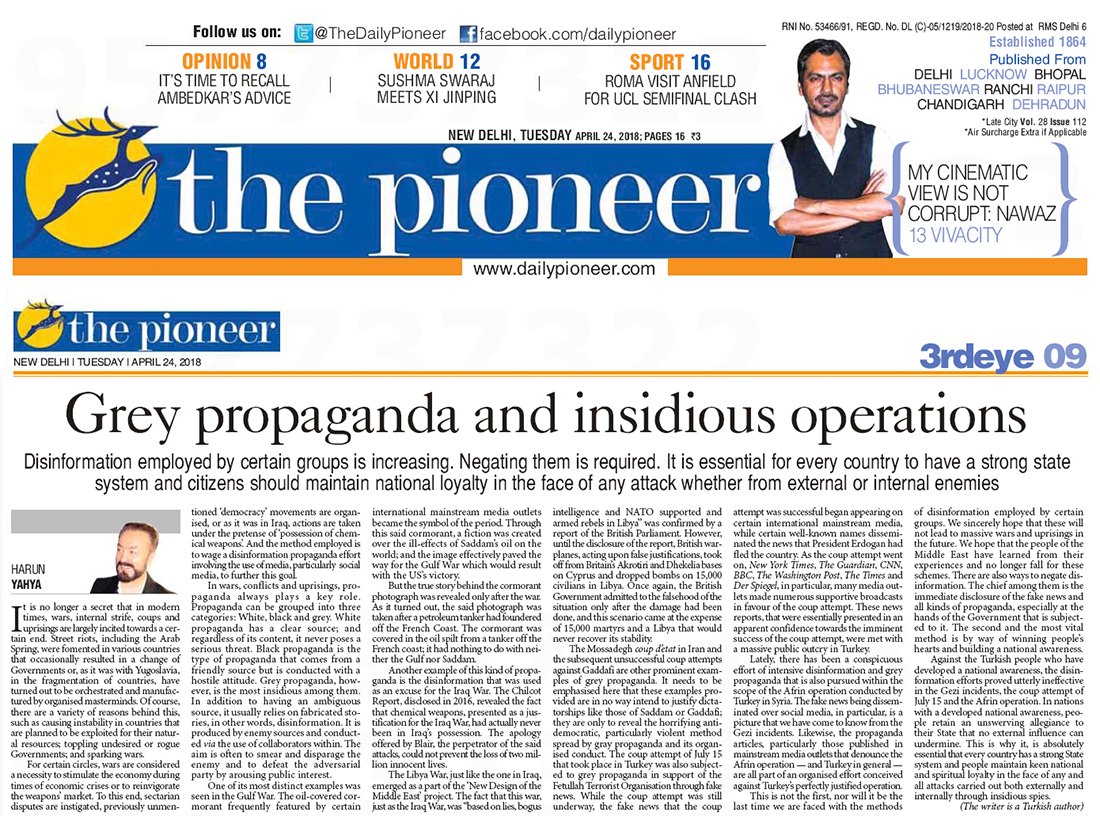 Follow us on: @TheDailyPioneer facebook.com/dailypioneer
RNI No. 53466/91, REGD. No. DL (C)-05/1219/2018-20 Posted at RMS Delhi 6
Established 1864
Published From
DELHI LUCKNOW BHOPAL
BHUBANESWAR RANCHI RAIPUR
CHANDIGARH DEHRADUN
*Late City Vol. 28 Issue 112
*Air Surcharge Extra if Applicable
OPINION 8
IT'S TIME TO RECALL
AMBEDKAR'S ADVICE
WORLD 12
SUSHMA SWARAJ
MEETS XI JINPING
SPORT 16
ROMA VISIT ANFIELD
FOR UCL SEMIFINAL CLASH
NEW DELHI, TUESDAY APRIL 24, 2018; PAGES 16 ₹3
the pioneer
MY CINEMATIC
VIEW IS NOT
CORRUPT: NAWAZ
13 VIVACITY
www.dailypioneer.com
the pioneer
NEW DELHI | TUESDAY | APRIL 24, 2018
3rdeye 09
Grey propaganda and insidious operations
Disinformation employed by certain groups is increasing. Negating them is required. It is essential for every country to have a strong state
system and citizens should maintain national loyalty in the face of any attack whether from external or internal enemies
HARUN
YAHYA
It is no longer a secret that in modern
times, wars, internal strife, coups and
uprisings are largely incited towards a cer-
tain end. Street riots, including the Arab
Spring, were fomented in various countries
that occasionally resulted in a change of
Governments or, as it was with Yugoslavia,
in the fragmentation of countries, have
turned out to be orchestrated and manufac-
tured by organised masterminds. Of course,
there are a variety of reasons behind this,
such as causing instability in countries that
are planned to be exploited for their natur-
al resources; toppling undesired or rogue
Governments; and sparking wars.
For certain circles, wars are considered
a necessity to stimulate the economy during
times of economic crises or to reinvigorate
the weapons' market. To this end, sectarian
disputes are instigated, previously unmen-
tioned 'democracy' movements are organ-
ised, or as it was in Iraq, actions are taken
under the pretense of 'possession of chem-
ical weapons'. And the method employed is
to wage a disinformation propaganda effort
involving the use of media, particularly social
media, to further this goal.
In wars, conflicts and uprisings, pro-
paganda always plays a key role.
Propaganda can be grouped into three
categories: White, black and grey. White
propaganda has a clear source; and
regardless of its content, it never poses a
serious threat. Black propaganda is the
type of propaganda that comes from a
friendly source but is conducted with a
hostile attitude. Grey propaganda, how-
ever, is the most insidious among them.
In addition to having an ambiguous
source, it usually relies on fabricated sto-
ries, in other words, disinformation. It is
produced by enemy sources and conduct-
ed via the use of collaborators within. The
aim is often to smear and disparage the
enemy and to defeat the adversarial
party by arousing public interest.
One of its most distinct examples was
seen in the Gulf War. The oil-covered cor-
morant frequently featured by certain
international mainstream media outlets
became the symbol of the period. Through
this said cormorant, a fiction was created
over the ill-effects of Saddam's oil on the
world; and the image effectively paved the
way for the Gulf War which would result
with the US's victory.
But the true story behind the cormorant
photograph was revealed only after the war.
As it turned out, the said photograph was
taken after a petroleum tanker had foundered
off the French Coast. The cormorant was
covered in the oil spilt from a tanker off the
French coast; it had nothing to do with nei-
ther the Gulf nor Saddam.
Another example of this kind of propa-
ganda is the disinformation that was used
as an excuse for the Iraq War. The Chilcot
Report, disclosed in 2016, revealed the fact
that chemical weapons, presented as a jus-
tification for the Iraq War, had actually never
been in Iraq's possession. The apology
offered by Blair, the perpetrator of the said
attacks, could not prevent the loss of two mil-
lion innocent lives.
The Libya War, just like the one in Iraq,
emerged as a part of the 'New Design of the
Middle East' project. The fact that this war,
just as the Iraq War, was "based on lies, bogus
intelligence and NATO supported and
armed rebels in Libya" was confirmed by a
report of the British Parliament. However,
until the disclosure of the report, British war-
planes, acting upon false justifications, took
off from Britain's Akrotiri and Dhekelia bases
on Cyprus and dropped bombs on 15,000
civilians in Libya. Once again, the British
Government admitted to the falsehood of the
situation only after the damage had been
done, and this scenario came at the expense
of 15,000 martyrs and a Libya that would
never recover its stability.
The Mossadegh coup d'etat in Iran and
the subsequent unsuccessful coup attempts
against Gaddafi are other prominent exam-
ples of grey propaganda. It needs to be
emphasised here that these examples pro-
vided are in no way intend to justify dicta-
torships like those of Saddam or Gaddafi;
they are only to reveal the horrifying anti-
democratic, particularly violent method
spread by gray propaganda and its organ-
ised conduct. The coup attempt of July 15
that took place in Turkey was also subject-
ed to grey propaganda in support of the
Fetullah Terrorist Organisation through fake
news. While the coup attempt was still
underway, the fake news that the coup
attempt was successful began appearing on
certain international mainstream media,
while certain well-known names dissemi-
nated the news that President Erdogan had
fled the country. As the coup attempt went
on, New York Times, The Guardian, CNN,
BBC, The Washington Post, The Times and
Der Spiegel, in particular, many media out-
lets made numerous supportive broadcasts
in favour of the coup attempt. These news
reports, that were essentially presented in an
apparent confidence towards the imminent
success of the coup attempt, were met with
a massive public outcry in Turkey.
Lately, there has been a conspicuous
effort of intensive disinformation and grey
propaganda that is also pursued within the
scope of the Afrin operation conducted by
Turkey in Syria. The fake news being dissem-
inated over social media, in particular, is a
picture that we have come to know from the
Gezi incidents. Likewise, the propaganda
articles, particularly those published in
mainstream media outlets that denounce the
Afrin operation — and Turkey in general —
are all part of an organised effort conceived
against Turkey's perfectly justified operation.
This is not the first, nor will it be the
last time we are faced with the methods
of disinformation employed by certain
groups. We sincerely hope that these will
not lead to massive wars and uprisings in
the future. We hope that the people of the
Middle East have learned from their
experiences and no longer fall for these
schemes. There are also ways to negate dis-
information. The chief among them is the
immediate disclosure of the fake news and
all kinds of propaganda, especially at the
hands of the Government that is subject-
ed to it. The second and the most vital
method is by way of winning people's
hearts and building a national awareness.
Against the Turkish people who have
developed a national awareness, the disin-
formation efforts proved utterly ineffective
in the Gezi incidents, the coup attempt of
July 15 and the Afrin operation. In nations
with a developed national awareness, peo-
ple retain an unswerving allegiance to
their State that no external influence can
undermine. This is why it, is absolutely
essential that every country has a strong State
system and people maintain keen national
and spiritual loyalty in the face of any and
all attacks carried out both externally and
internally through insidious spies.
(The writer is a Turkish author)